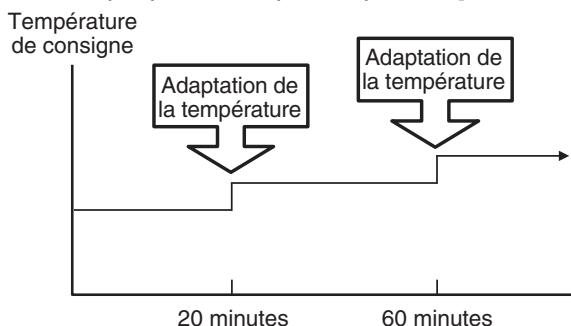 Température
de consigne
Adaptation de
la température
Adaptation de
la température
20 minutes
60 minutes